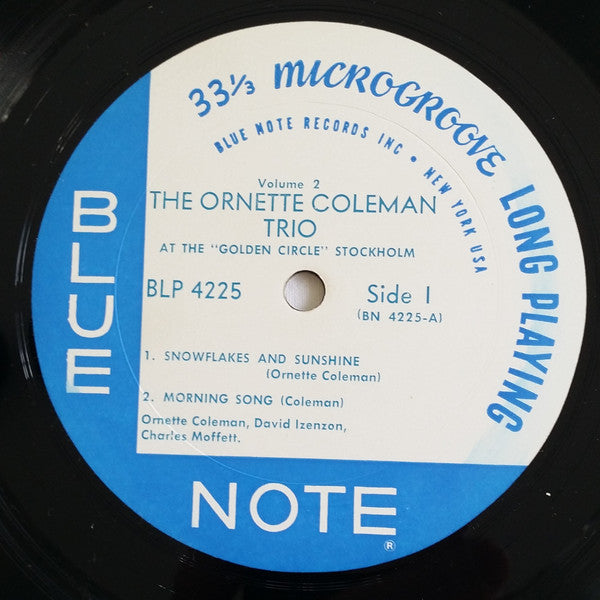 33⅓ MICROGROOVE LONG PLAYING
BLUE NOTE RECORDS INC • NEW YORK USA
Volume 2
THE ORNETTE COLEMAN
TRIO
AT THE "GOLDEN CIRCLE" STOCKHOLM
BLP 4225
Side 1
(BN 4225-A)
1. SNOWFLAKES AND SUNSHINE
(Ornette Coleman)
2. MORNING SONG (Coleman)
Ornette Coleman, David Izenzon,
Charles Moffett.
BLUE
NOTE
®